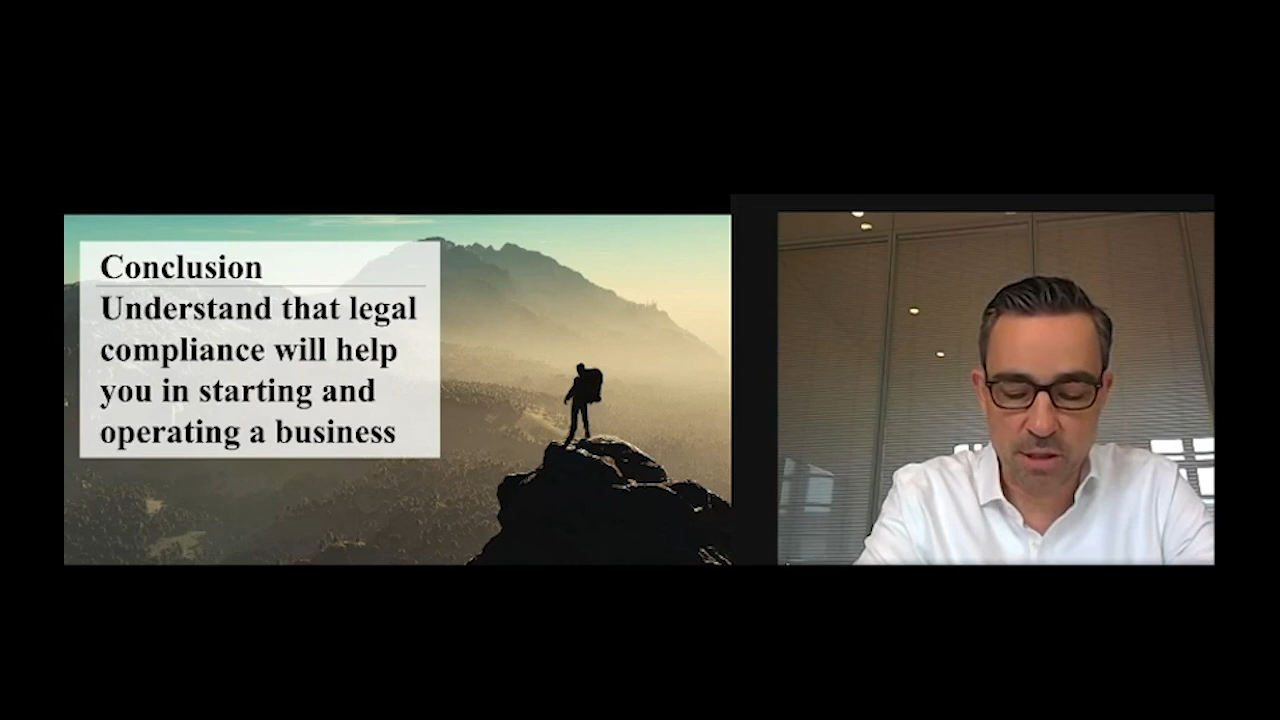 Conclusion
Understand that legal
compliance will help
you in starting and
operating a business